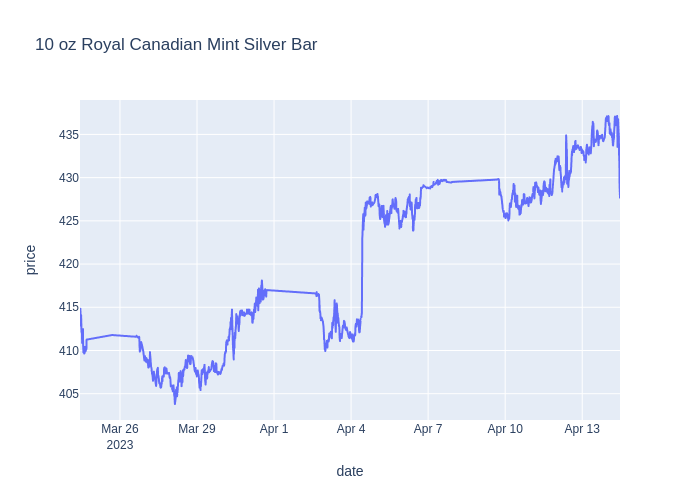 10 oz Royal Canadian Mint Silver Bar
price
435
430
425
420
415
410
405
Mar 26
2023
Mar 29
Apr 1
Apr 4
Apr 7
Apr 10
Apr 13
date